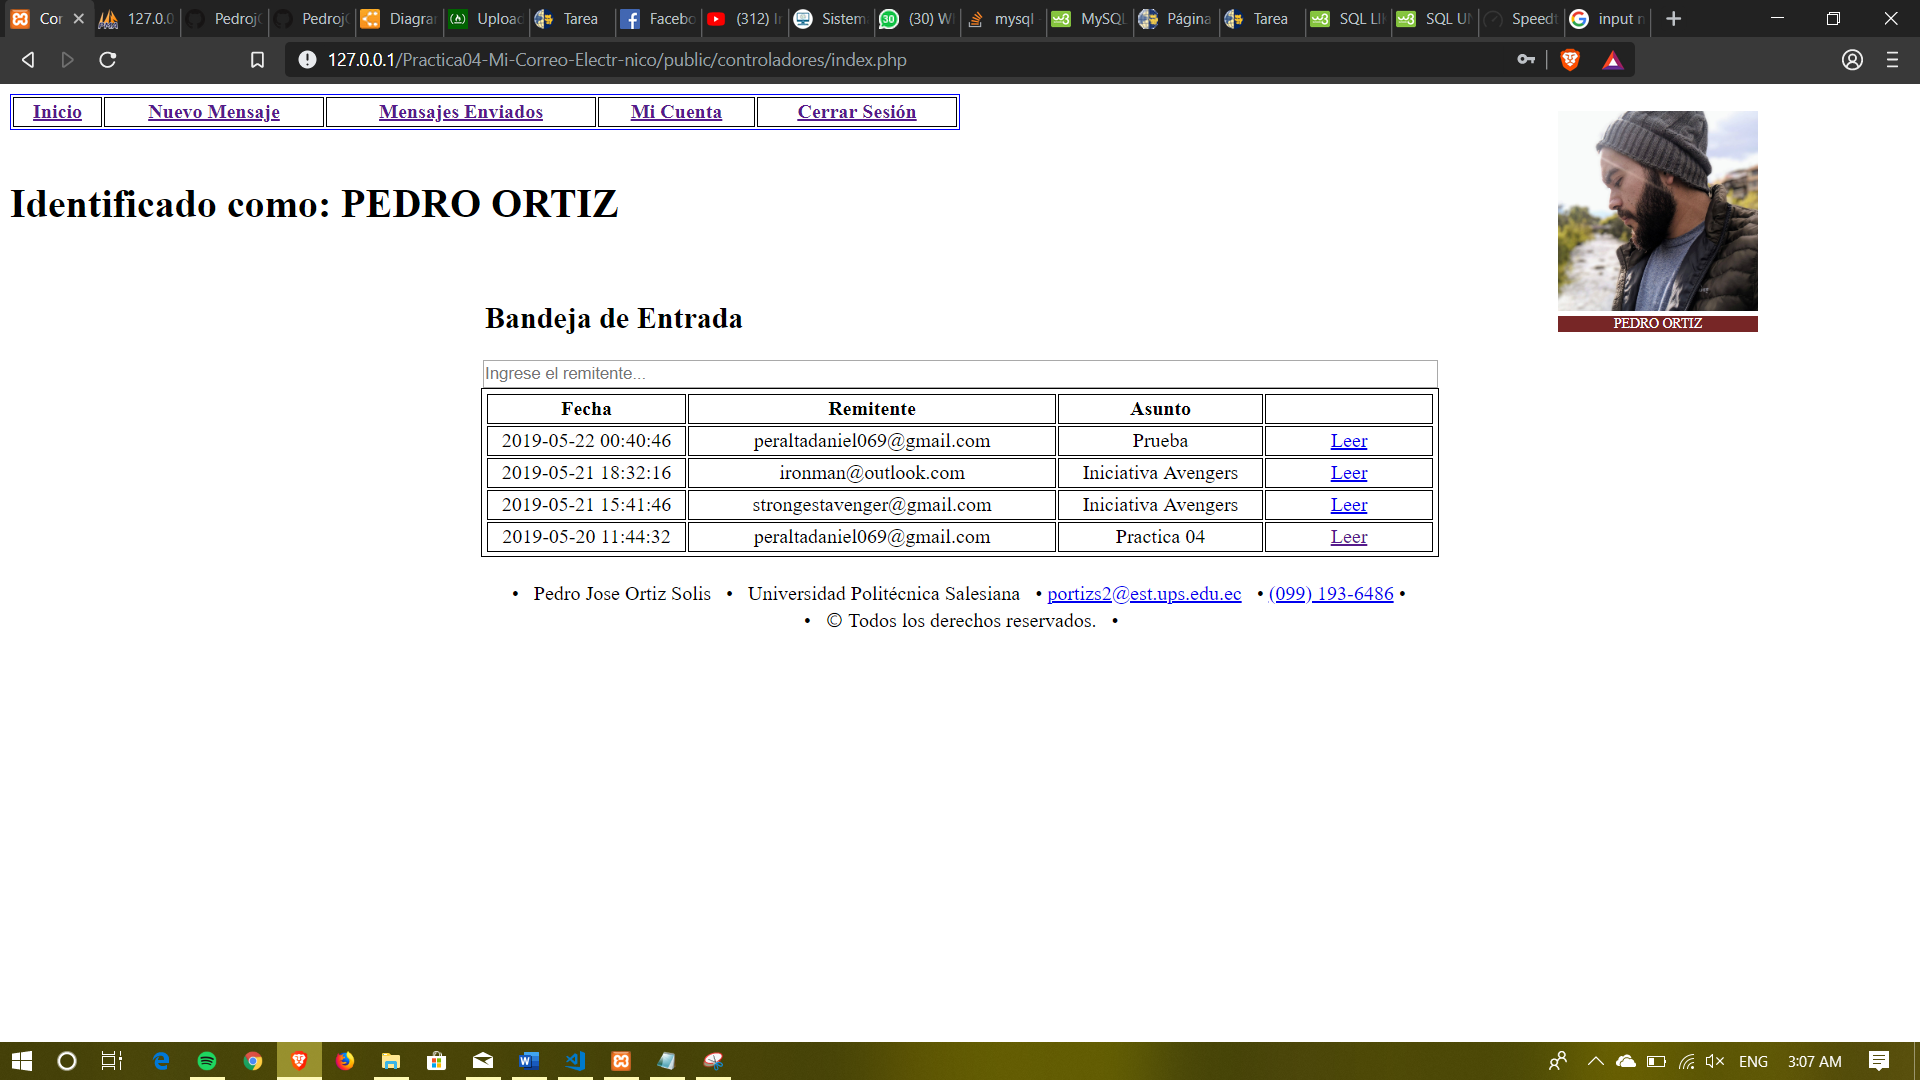 Cor
127.0.0
Pedroj
Pedroj
Diagra
Upload
Tarea
Facebo
(312) I
Sistem
(30) W
mysql
MySQL
Página
Tarea
SQL LI
SQL U
Speed
input
127.0.0.1/Practica04-Mi-Correo-Electr-nico/public/controladores/index.php
Inicio Nuevo Mensaje Mensajes Enviados Mi Cuenta Cerrar Sesión
Identificado como: PEDRO ORTIZ
PEDRO ORTIZ
Bandeja de Entrada
Ingrese el remitente...
Fecha Remitente Asunto
2019-05-22 00:40:46 peraltadaniel069@gmail.com Prueba Leer
2019-05-21 18:32:16 ironman@outlook.com Iniciativa Avengers Leer
2019-05-21 15:41:46 strongestavenger@gmail.com Iniciativa Avengers Leer
2019-05-20 11:44:32 peraltadaniel069@gmail.com Practica 04 Leer
• Pedro Jose Ortiz Solis • Universidad Politécnica Salesiana • portizs2@est.ups.edu.ec • (099) 193-6486 •
• © Todos los derechos reservados. •
ENG 3:07 AM